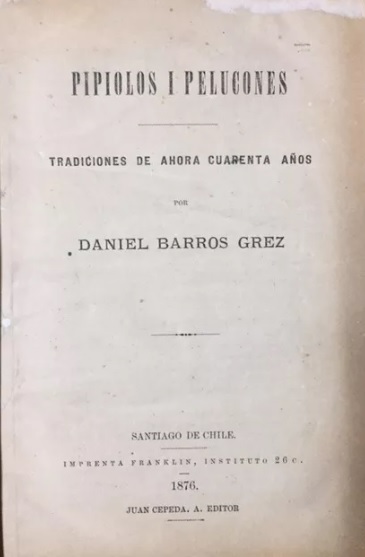 PIPIOLOS I PELUCONES
TRADICIONES DE AHORA CUARENTA AÑOS
POR
DANIEL BARROS GREZ
SANTIAGO DE CHILE.
IMPRENTA FRANKLIN, INSTITUTO 26 C.
1876.
JUAN CEPEDA. A. EDITOR